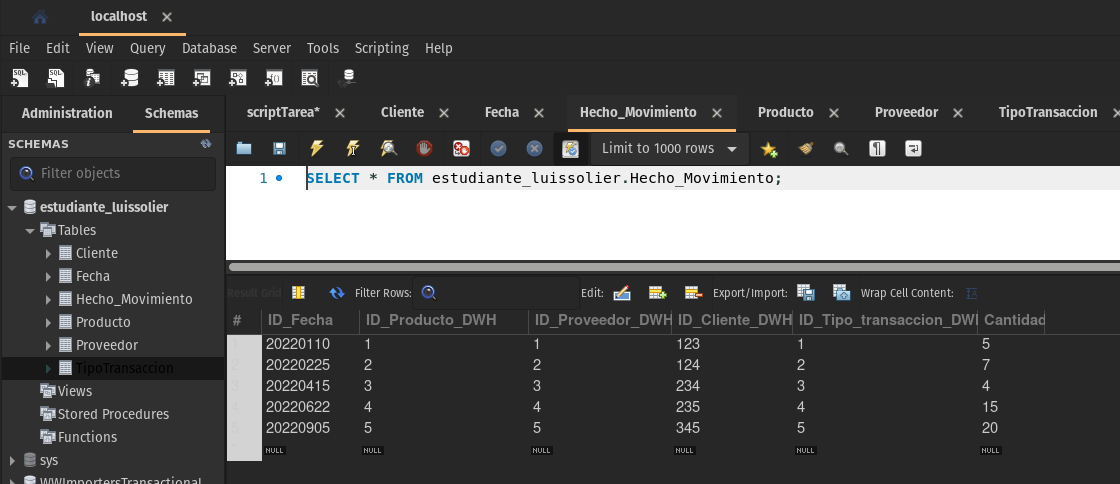 localhost
File Edit View Query Database Server Tools Scripting Help
Administration Schemas
scriptTarea* Cliente Fecha Hecho_Movimiento Producto Proveedor TipoTransaccion
SCHEMAS
Limit to 1000 rows
Filter objects
1 SELECT * FROM estudiante_luissolier.Hecho_Movimiento;
estudiante_luissolier
Tables
Cliente
Fecha
Hecho_Movimiento
Producto
Proveedor
TipoTransaccion
Views
Stored Procedures
Functions
sys
WWImportersTransactional
Result Grid Filter Rows: Edit: Export/Import: Wrap Cell Content: IA
# ID_Fecha ID_Producto_DWH ID_Proveedor_DWH ID_Cliente_DWH ID_Tipo_transaccion_DWH Cantidad
20220110 1 1 123 1 5
20220225 2 2 124 2 7
20220415 3 3 234 3 4
20220622 4 4 235 4 15
20220905 5 5 345 5 20
NULL NULL NULL NULL NULL NULL